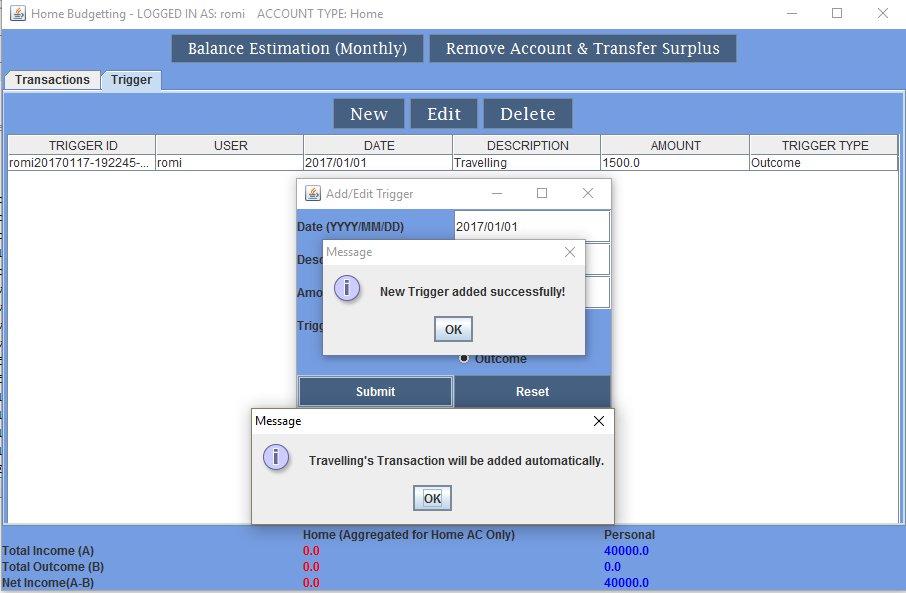 Home Budgetting - LOGGED IN AS: romi    ACCOUNT TYPE: Home
Balance Estimation (Monthly) Remove Account & Transfer Surplus
Transactions Trigger
New Edit Delete
TRIGGER ID USER DATE DESCRIPTION AMOUNT TRIGGER TYPE
romi20170117-192245-... romi 2017/01/01 Travelling 1500.0 Outcome
Add/Edit Trigger
Date (YYYY/MM/DD) 2017/01/01
Message
New Trigger added successfully!
OK
Outcome
Submit Reset
Message
Travelling's Transaction will be added automatically.
OK
Home (Aggregated for Home AC Only) Personal
Total Income (A) 0.0 40000.0
Total Outcome (B) 0.0 0.0
Net Income(A-B) 0.0 40000.0